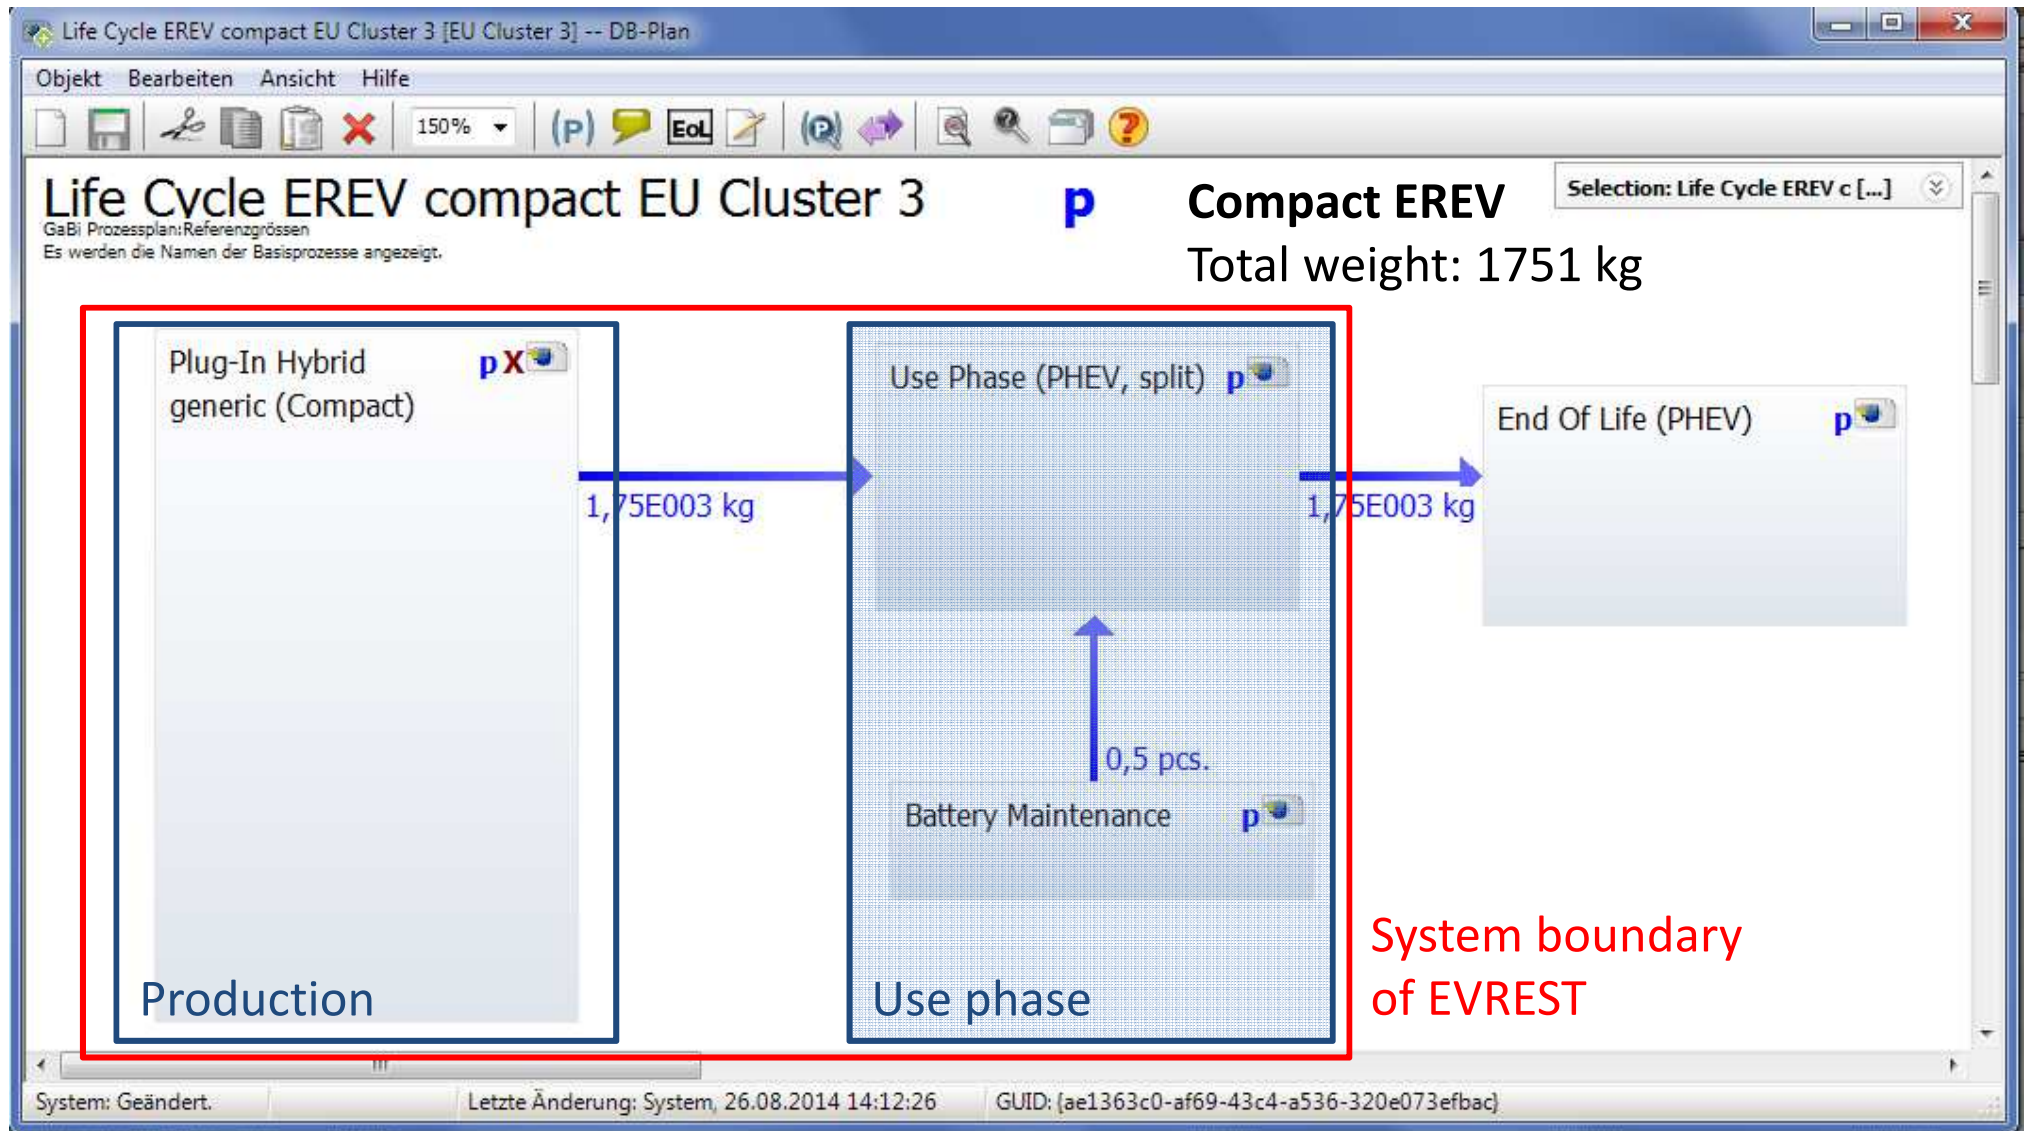 Life Cycle EREV compact EU Cluster 3 [EU Cluster 3] -- DB-Plan
Objekt Bearbeiten Ansicht Hilfe
150% (P) EoL (P)
Life Cycle EREV compact EU Cluster 3 p
GaBi Prozessplan:Referenzgrössen
Es werden die Namen der Basisprozesse angezeigt.
Compact EREV
Total weight: 1751 kg
Selection: Life Cycle EREV c [...]
Plug-In Hybrid p X
generic (Compact)
1,75E003 kg
Use Phase (PHEV, split) p
1,75E003 kg
End Of Life (PHEV) p
0,5 pcs.
Battery Maintenance p
Production
Use phase
System boundary
of EVREST
System: Geändert. Letzte Änderung: System, 26.08.2014 14:12:26 GUID: {ae1363c0-af69-43c4-a536-320e073efbac}